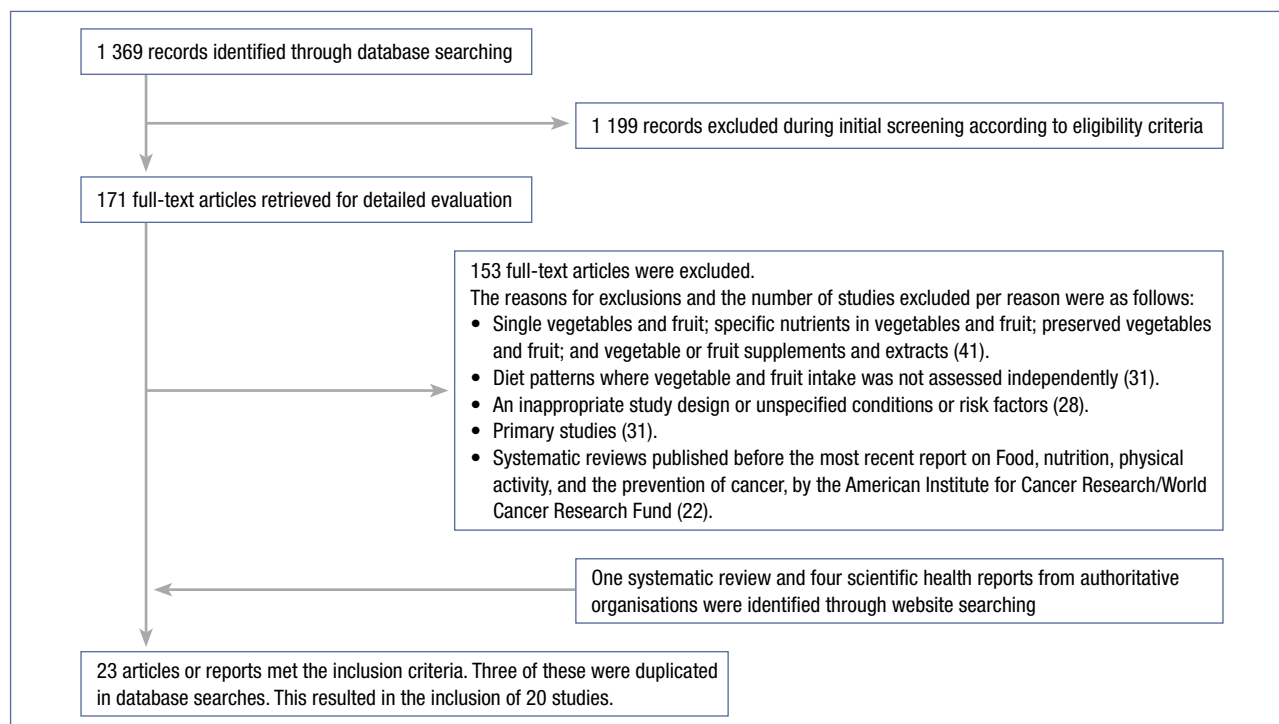 1 369 records identified through database searching
1 199 records excluded during initial screening according to eligibility criteria
171 full-text articles retrieved for detailed evaluation
153 full-text articles were excluded.
The reasons for exclusions and the number of studies excluded per reason were as follows:
• Single vegetables and fruit; specific nutrients in vegetables and fruit; preserved vegetables
and fruit; and vegetable or fruit supplements and extracts (41).
• Diet patterns where vegetable and fruit intake was not assessed independently (31).
• An inappropriate study design or unspecified conditions or risk factors (28).
• Primary studies (31).
• Systematic reviews published before the most recent report on Food, nutrition, physical
activity, and the prevention of cancer, by the American Institute for Cancer Research/World
Cancer Research Fund (22).
One systematic review and four scientific health reports from authoritative
organisations were identified through website searching
23 articles or reports met the inclusion criteria. Three of these were duplicated
in database searches. This resulted in the inclusion of 20 studies.